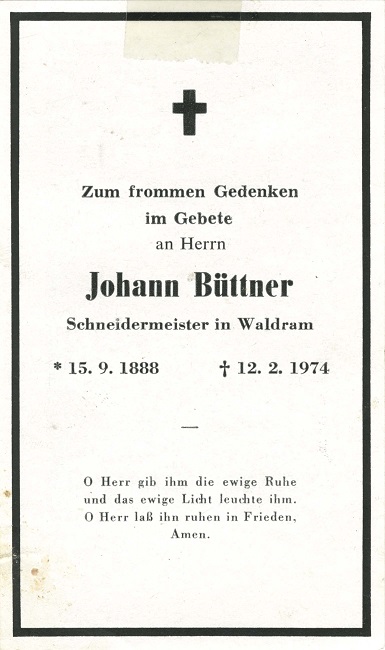 Zum frommen Gedenken
im Gebete
an Herrn
Johann Büttner
Schneidermeister in Waldram
* 15. 9. 1888 † 12. 2. 1974
—
O Herr gib ihm die ewige Ruhe
und das ewige Licht leuchte ihm.
O Herr laß ihn ruhen in Frieden,
Amen.